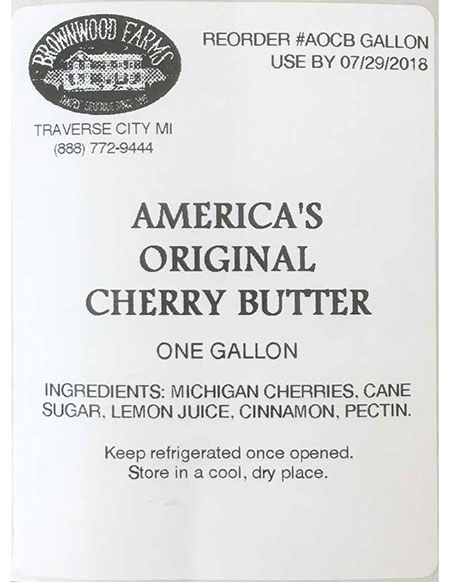 BROWNWOOD FARMS
TRAVERSE CITY MI
(888) 772-9444
REORDER #AOCB GALLON
USE BY 07/29/2018
AMERICA'S
ORIGINAL
CHERRY BUTTER
ONE GALLON
INGREDIENTS: MICHIGAN CHERRIES, CANE
SUGAR, LEMON JUICE, CINNAMON, PECTIN.
Keep refrigerated once opened.
Store in a cool, dry place.